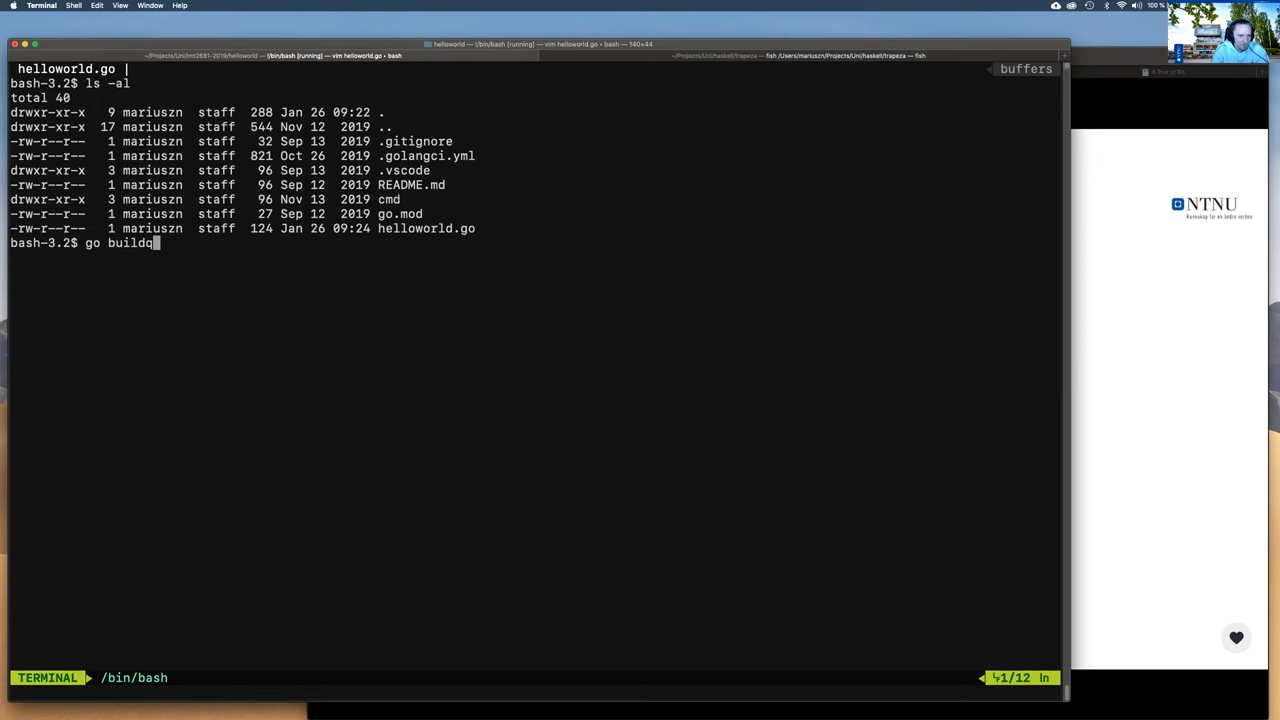 Terminal Shell Edit View Window Help
100 %
helloworld — !/bin/bash [running] — vim helloworld.go • bash — 140×44
~/Projects/Uni/imt2681-2019/helloworld — !/bin/bash [running] — vim helloworld.go • bash
~/Projects/Uni/haskell/trapeza — fish /Users/mariuszn/Projects/Uni/haskell/trapeza — fish
A Tour of Go
helloworld.go |
buffers
bash-3.2$ ls -al
total 40
drwxr-xr-x 9 mariuszn staff 288 Jan 26 09:22 .
drwxr-xr-x 17 mariuszn staff 544 Nov 12 2019 ..
-rw-r--r-- 1 mariuszn staff 32 Sep 13 2019 .gitignore
-rw-r--r-- 1 mariuszn staff 821 Oct 26 2019 .golangci.yml
drwxr-xr-x 3 mariuszn staff 96 Sep 13 2019 .vscode
-rw-r--r-- 1 mariuszn staff 96 Sep 12 2019 README.md
drwxr-xr-x 3 mariuszn staff 96 Nov 13 2019 cmd
-rw-r--r-- 1 mariuszn staff 27 Sep 12 2019 go.mod
-rw-r--r-- 1 mariuszn staff 124 Jan 26 09:24 helloworld.go
bash-3.2$ go buildq
NTNU
Kunnskap for en bedre verden
TERMINAL /bin/bash
1/12 ln